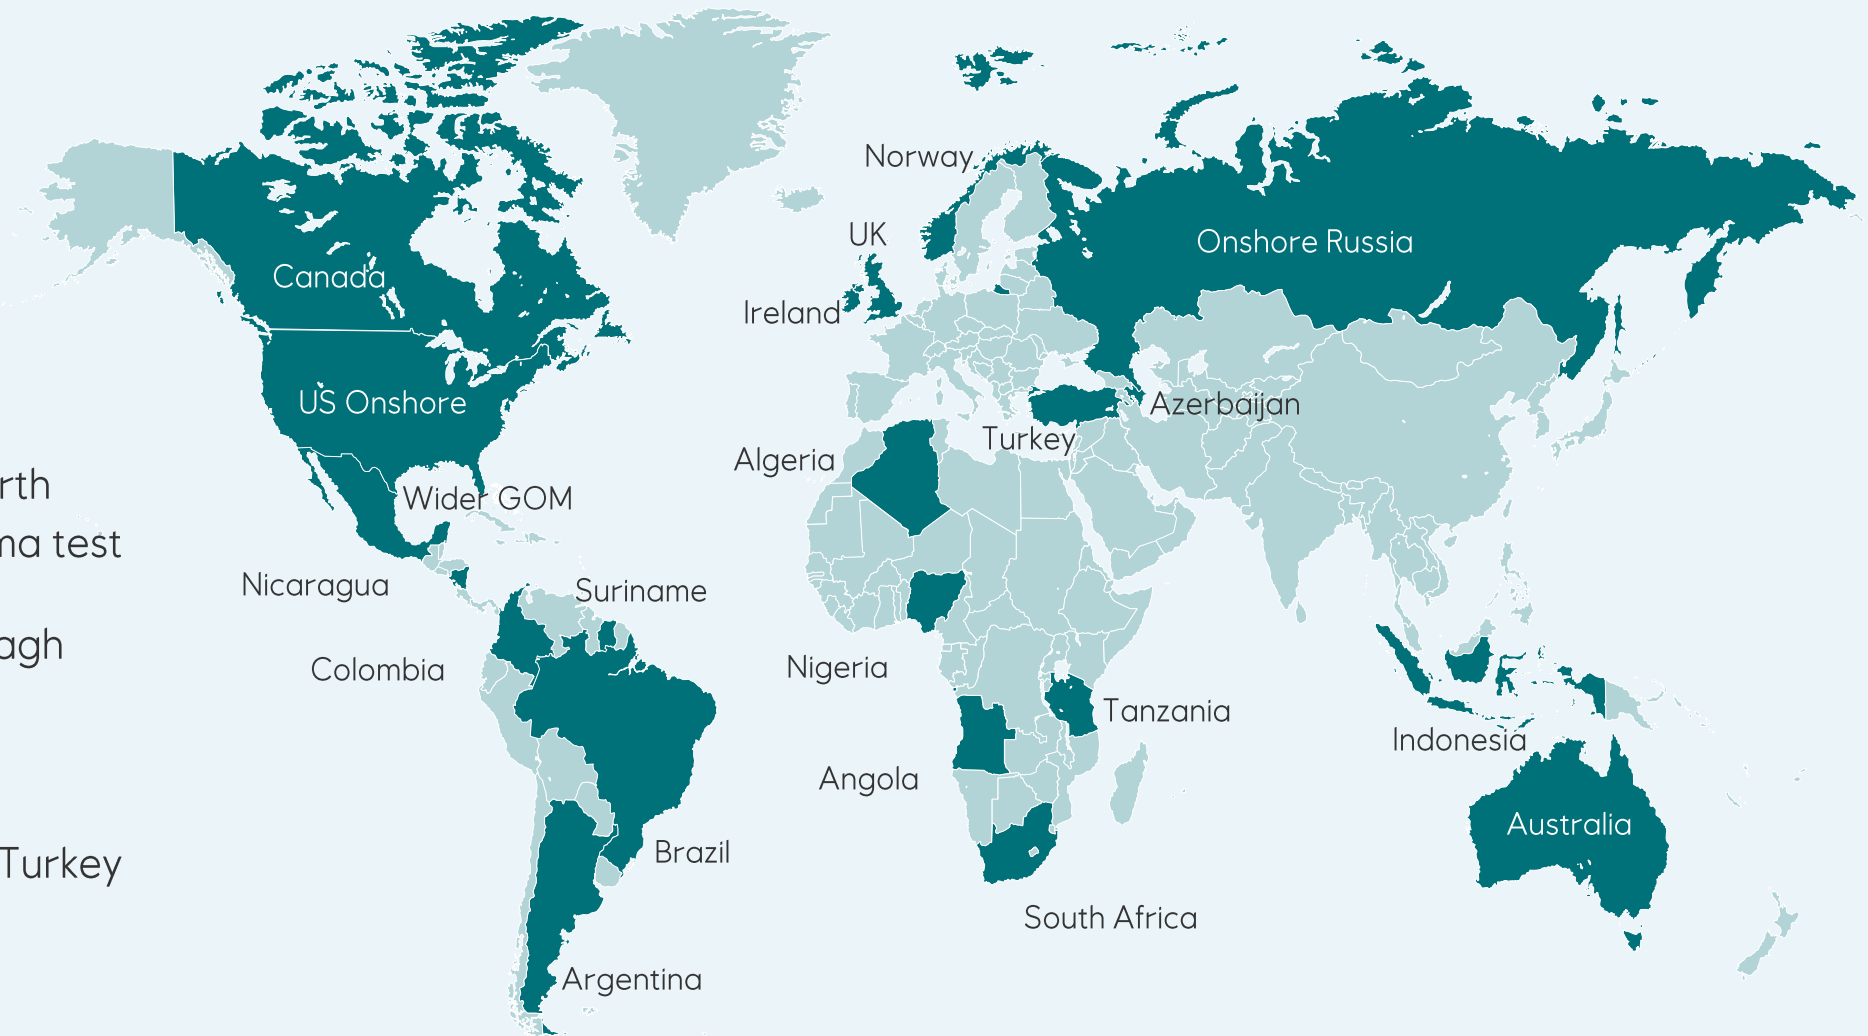 rth
ma test
agh
Turkey
Norway
UK
Onshore Russia
Canada
Ireland
US Onshore
Azerbaijan
Turkey
Algeria
Wider GOM
Nicaragua
Suriname
Colombia
Nigeria
Tanzania
Indonesia
Angola
Australia
Brazil
South Africa
Argentina